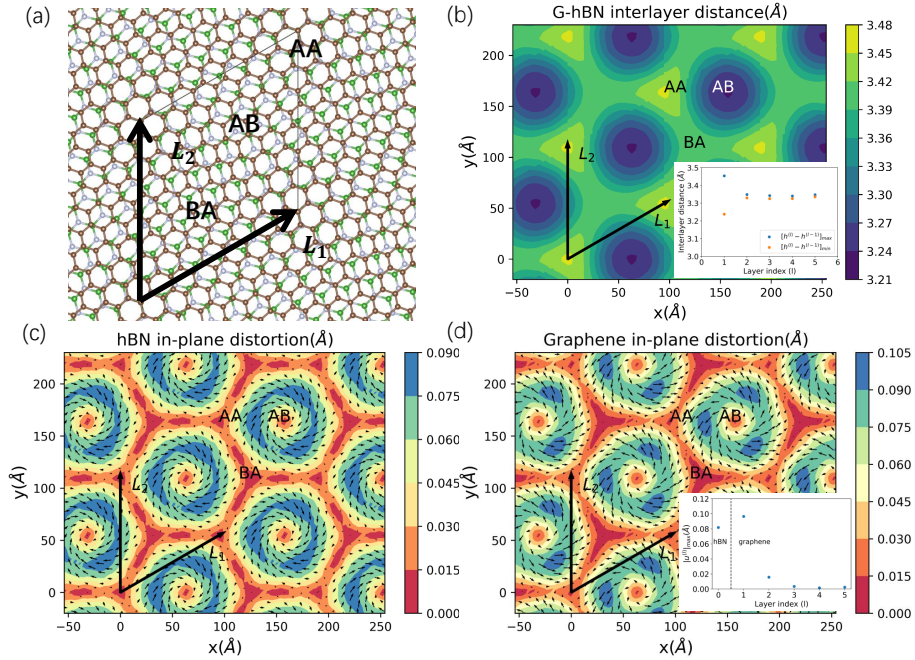 (a)
AA
AB
L₂
BA
L₁
(b)
G-hBN interlayer distance(Å)
y(Å)
200
150
100
50
0
AA
AB
BA
L₂
L₁
3.5
3.4
3.3
3.2
3.1
3.0
Interlayer distance (Å)
[h⁽ˡ⁾ − h⁽ˡ⁻¹⁾]max
[h⁽ˡ⁾ − h⁽ˡ⁻¹⁾]min
0 1 2 3 4 5 6
Layer index (l)
−50 0 50 100 150 200 250
x(Å)
3.48
3.45
3.42
3.39
3.36
3.33
3.30
3.27
3.24
3.21
(c)
hBN in-plane distortion(Å)
y(Å)
200
150
100
50
0
AA
AB
BA
L₂
L₁
−50 0 50 100 150 200 250
x(Å)
0.090
0.075
0.060
0.045
0.030
0.015
0.000
(d)
Graphene in-plane distortion(Å)
y(Å)
200
150
100
50
0
AA
AB
BA
L₂
L₁
0.12
0.10
0.08
0.06
0.04
0.02
0.00
|u⁽ˡ⁾|max(Å)
hBN
graphene
0 1 2 3 4 5
Layer index (l)
−50 0 50 100 150 200 250
x(Å)
0.105
0.090
0.075
0.060
0.045
0.030
0.015
0.000